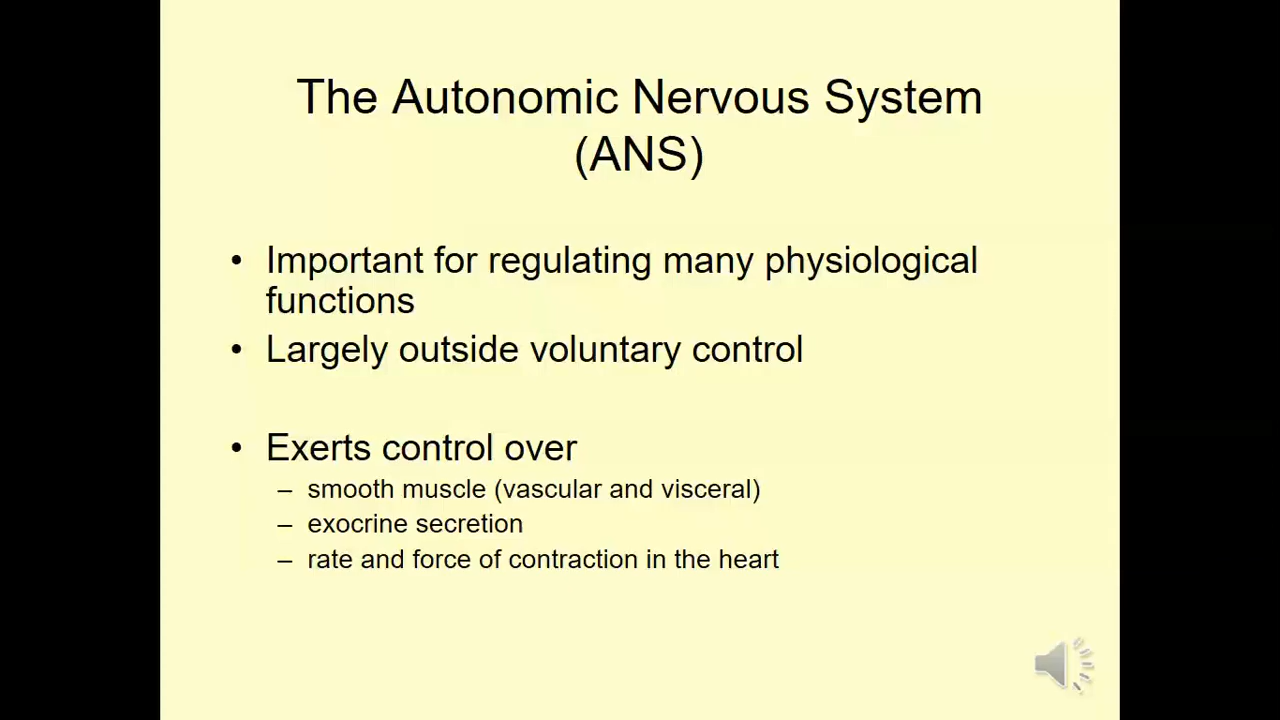 The Autonomic Nervous System
(ANS)
• Important for regulating many physiological
functions
• Largely outside voluntary control
• Exerts control over
– smooth muscle (vascular and visceral)
– exocrine secretion
– rate and force of contraction in the heart